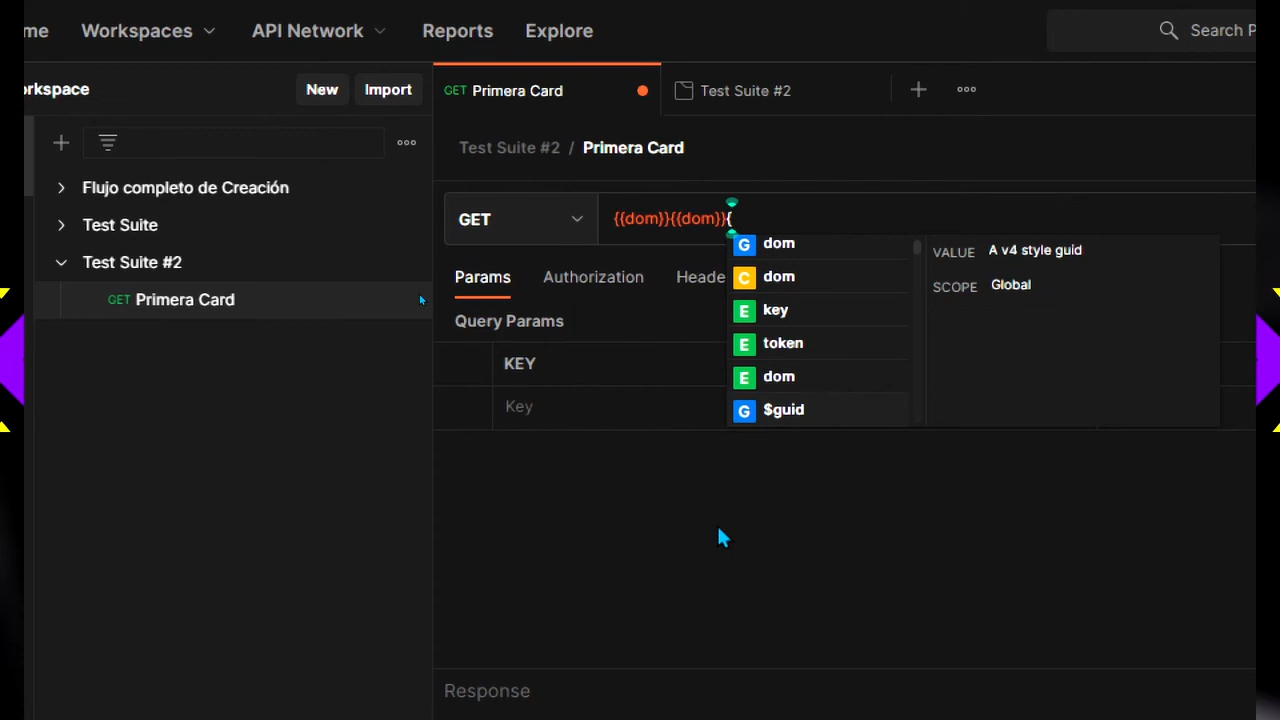 me Workspaces API Network Reports Explore Search P
orkspace New Import
GET Primera Card Test Suite #2
Test Suite #2 / Primera Card
Flujo completo de Creación
Test Suite
Test Suite #2
GET Primera Card
GET {{dom}}{{dom}}{
Params Authorization Heade
Query Params
KEY
Key
G dom
C dom
E key
E token
E dom
G $guid
VALUE A v4 style guid
SCOPE Global
Response